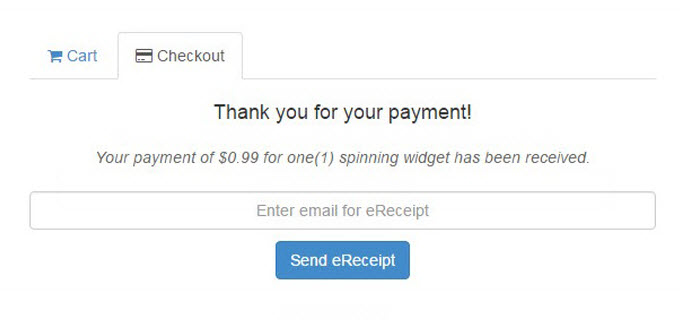 Cart Checkout
Thank you for your payment!
Your payment of $0.99 for one(1) spinning widget has been received.
Enter email for eReceipt
Send eReceipt